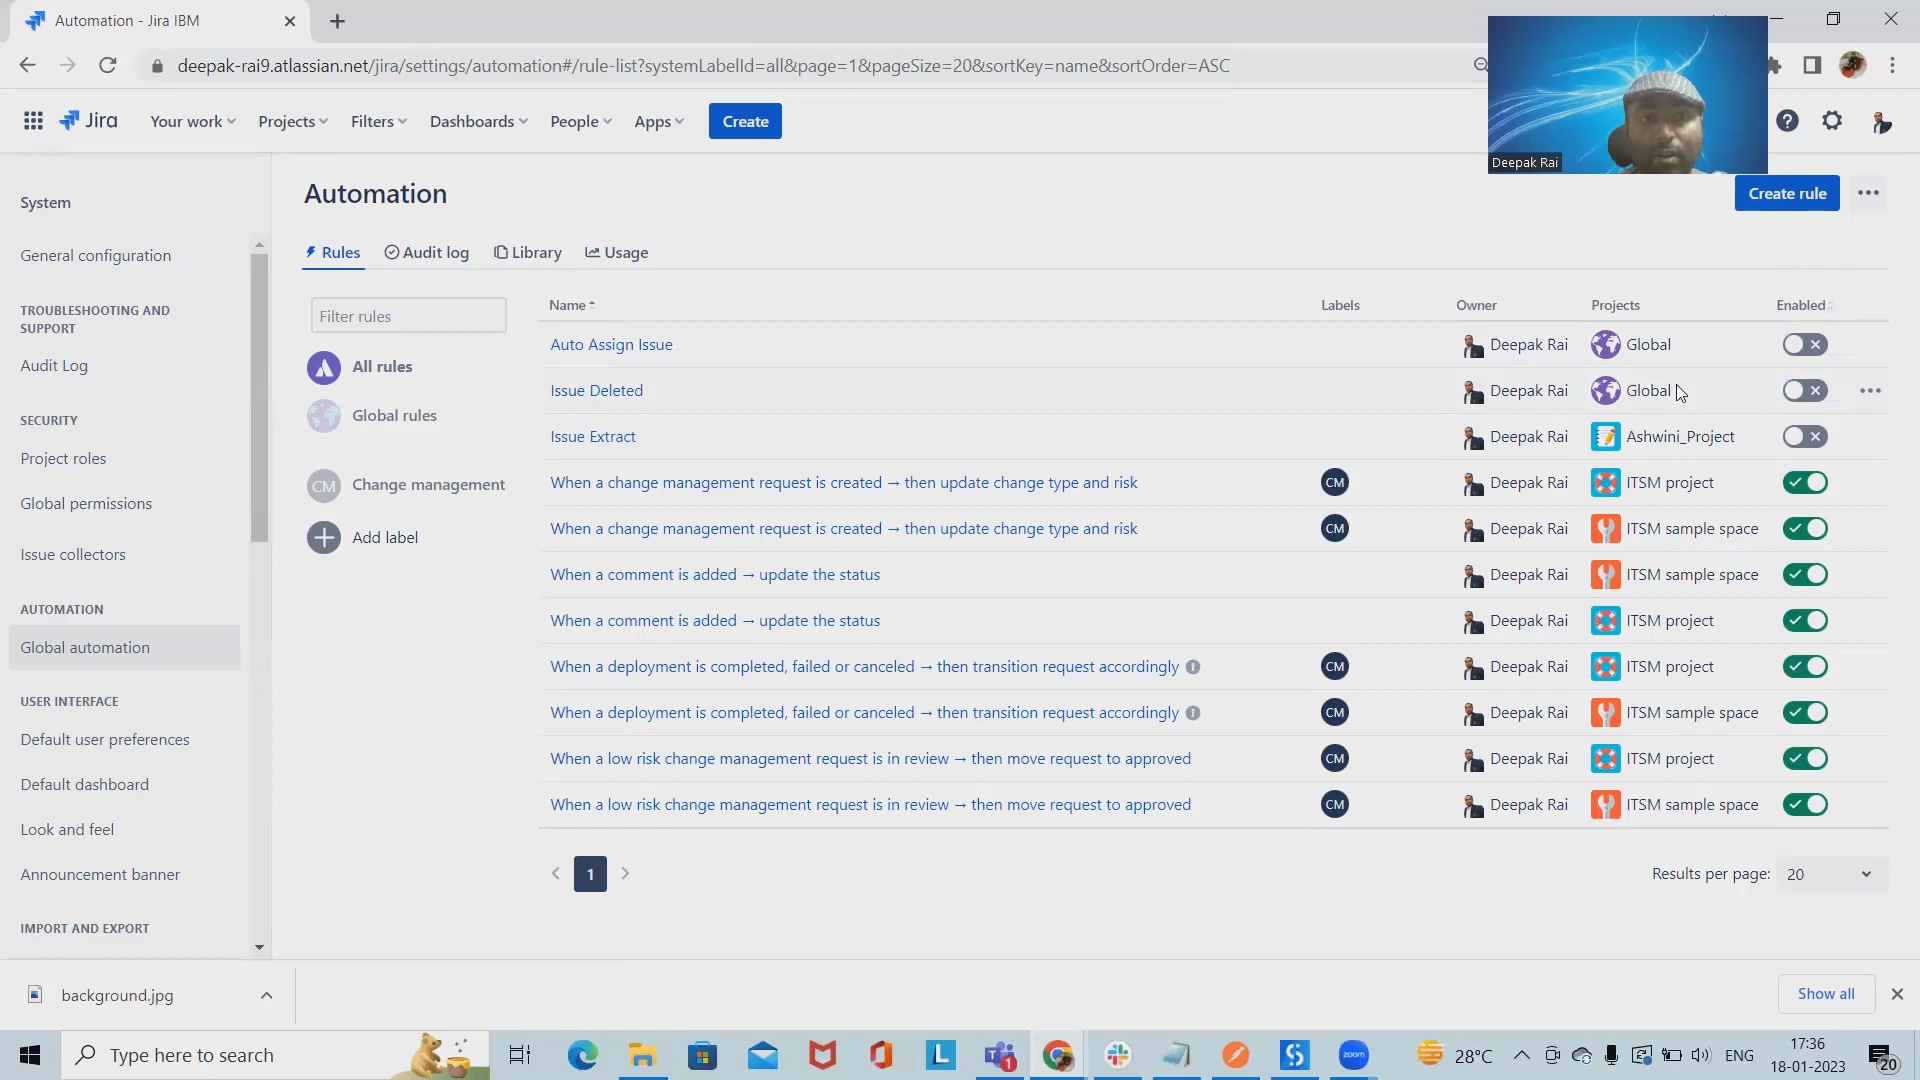 Automation - Jira IBM
deepak-rai9.atlassian.net/jira/settings/automation#/rule-list?systemLabelId=all&page=1&pageSize=20&sortKey=name&sortOrder=ASC
Jira
Your work
Projects
Filters
Dashboards
People
Apps
Create
Deepak Rai
System
General configuration
TROUBLESHOOTING AND
SUPPORT
Audit Log
SECURITY
Project roles
Global permissions
Issue collectors
AUTOMATION
Global automation
USER INTERFACE
Default user preferences
Default dashboard
Look and feel
Announcement banner
IMPORT AND EXPORT
Automation
Create rule
Rules
Audit log
Library
Usage
Filter rules
All rules
Global rules
CM Change management
Add label
Name Labels Owner Projects Enabled
Auto Assign Issue Deepak Rai Global
Issue Deleted Deepak Rai Global
Issue Extract Deepak Rai Ashwini_Project
When a change management request is created → then update change type and risk CM Deepak Rai ITSM project
When a change management request is created → then update change type and risk CM Deepak Rai ITSM sample space
When a comment is added → update the status Deepak Rai ITSM sample space
When a comment is added → update the status Deepak Rai ITSM project
When a deployment is completed, failed or canceled → then transition request accordingly CM Deepak Rai ITSM project
When a deployment is completed, failed or canceled → then transition request accordingly CM Deepak Rai ITSM sample space
When a low risk change management request is in review → then move request to approved CM Deepak Rai ITSM project
When a low risk change management request is in review → then move request to approved CM Deepak Rai ITSM sample space
1
Results per page: 20
background.jpg
Show all
Type here to search
L
1
zoom
28°C
ENG
17:36
18-01-2023
20